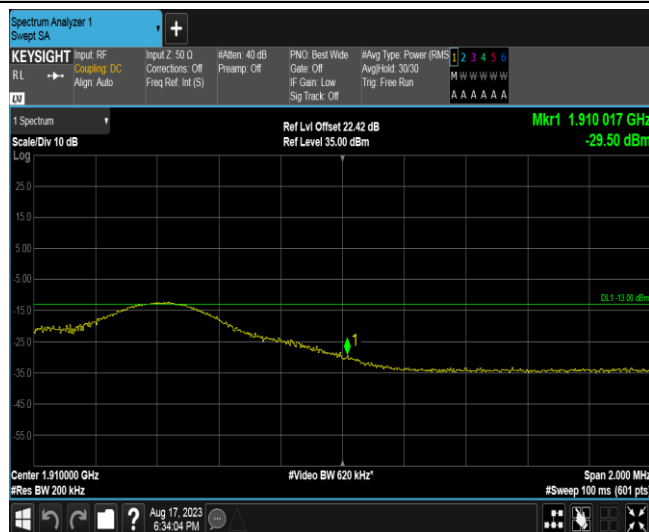 Spectrum Analyzer 1
Swept SA
KEYSIGHT Input: RF
RL Coupling: DC
Align: Auto
Input Z: 50 Ω
Corrections: Off
Freq Ref: Int (S)
#Atten: 40 dB
Preamp: Off
PNO: Best Wide
Gate: Off
IF Gain: Low
Sig Track: Off
#Avg Type: Power (RMS
Avg|Hold: 30/30
Trig: Free Run
1 2 3 4 5 6
M W W W W W
A A A A A A
LXI
1 Spectrum
Scale/Div 10 dB
Ref Lvl Offset 22.42 dB
Ref Level 35.00 dBm
Mkr1 1.910 017 GHz
-29.50 dBm
Log
25.0
15.0
5.00
-5.00
DL1 -13.00 dBm
-15.0
1
-25.0
-35.0
-45.0
-55.0
Center 1.910000 GHz
#Res BW 200 kHz
#Video BW 620 kHz*
Span 2.000 MHz
#Sweep 100 ms (601 pts)
?
Aug 17, 2023
6:34:04 PM